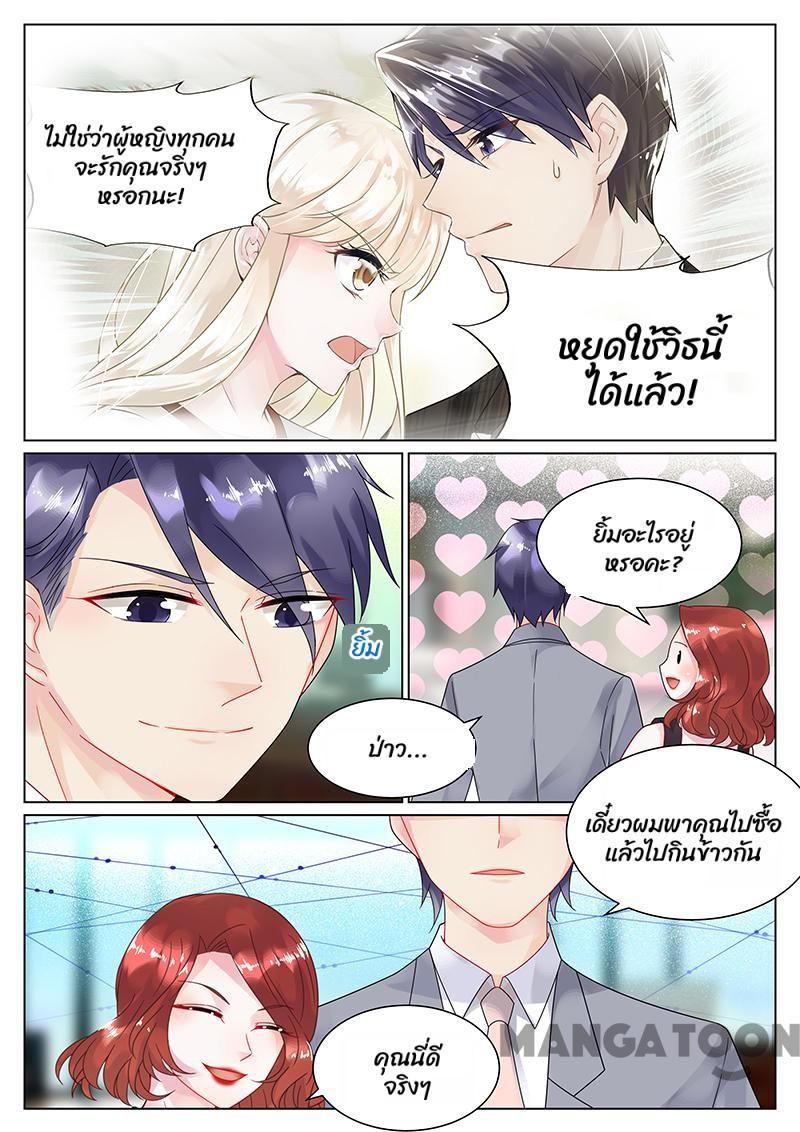 ไม่ใช่ว่าผู้หญิงทุกคน
จะรักคุณจริงๆ
หรอกนะ!
หยุดใช้วิธนี้
ได้แล้ว!
ยิ้ม
ยิ้มอะไรอยู่
หรอคะ?
ป่าว...
เดี๋ยวผมพาคุณไปซื้อ
แล้วไปกินข้าวกัน
คุณนี่ดี
จริงๆ
MANGATOON